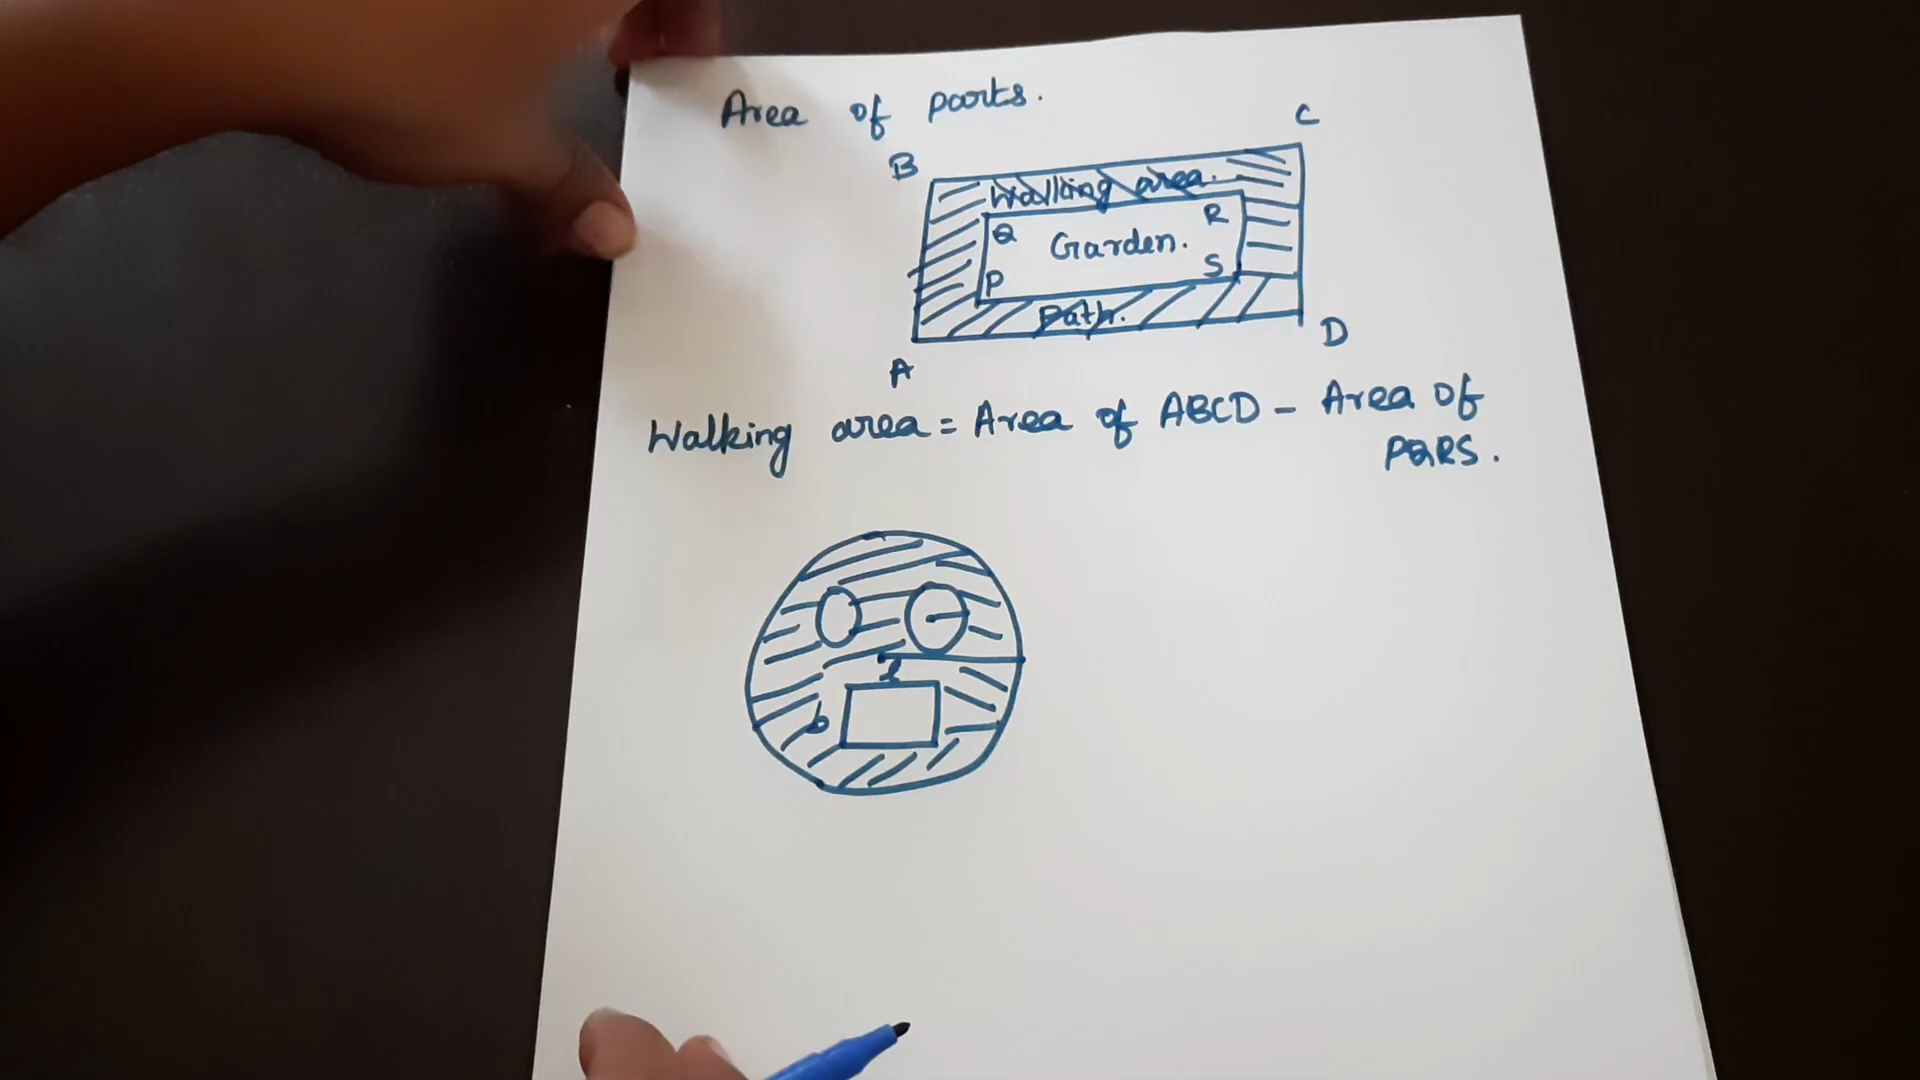 Area of parts.
B
C
Walking area.
Q
R
Garden.
P
S
Path.
A
D
Walking area = Area of ABCD - Area of
PQRS.
l
b